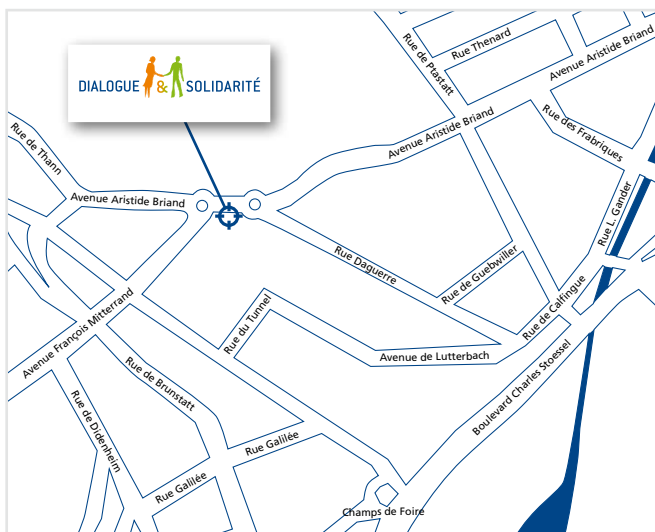 Rue Thenard
Avenue Aristide Briand
Rue de Ptastatt
DIALOGUE & SOLIDARITÉ
Avenue Aristide Briand
Rue des Frabriques
Rue de Thann
Avenue Aristide Briand
Rue L. Gander
Rue Daguerre
Rue de Guebwiller
Avenue François Mitterrand
Rue du Tunnel
Rue de Calfingue
Avenue de Lutterbach
Boulevard Charles Stoessel
Rue de Brunstatt
Rue de Didenheim
Rue Galilée
Rue Galilée
Champs de Foire